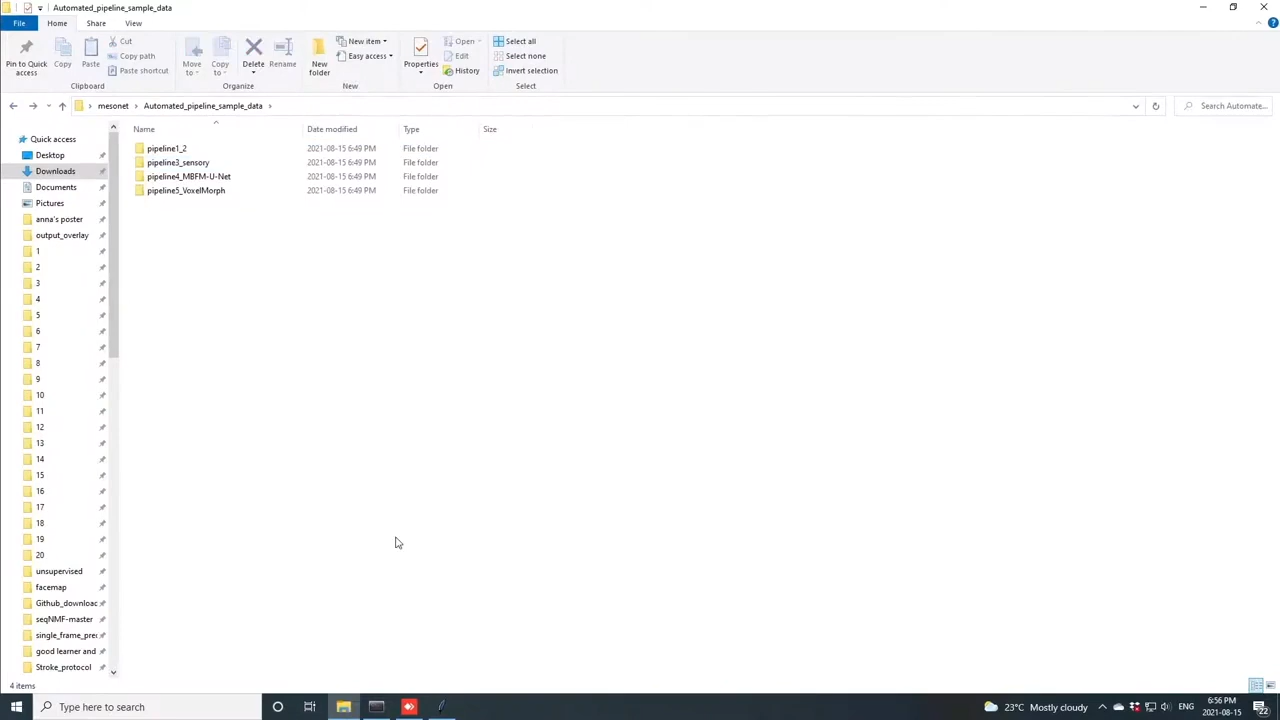 Automated_pipeline_sample_data
File Home Share View
Pin to Quick access
Copy
Paste
Cut
Copy path
Paste shortcut
Clipboard
Move to
Copy to
Delete
Rename
Organize
New folder
New item
Easy access
New
Properties
Open
Edit
History
Open
Select all
Select none
Invert selection
Select
mesonet > Automated_pipeline_sample_data >
Search Automate...
Name Date modified Type Size
pipeline1_2 2021-08-15 6:49 PM File folder
pipeline3_sensory 2021-08-15 6:49 PM File folder
pipeline4_MBFM-U-Net 2021-08-15 6:49 PM File folder
pipeline5_VoxelMorph 2021-08-15 6:49 PM File folder
Quick access
Desktop
Downloads
Documents
Pictures
anna's poster
output_overlay
1
2
3
4
5
6
7
8
9
10
11
12
13
14
15
16
17
18
19
20
unsupervised
facemap
Github_downloac
seqNMF-master
single_frame_pre
good learner and
Stroke_protocol
4 items
Type here to search
23°C Mostly cloudy
ENG
6:56 PM
2021-08-15
22